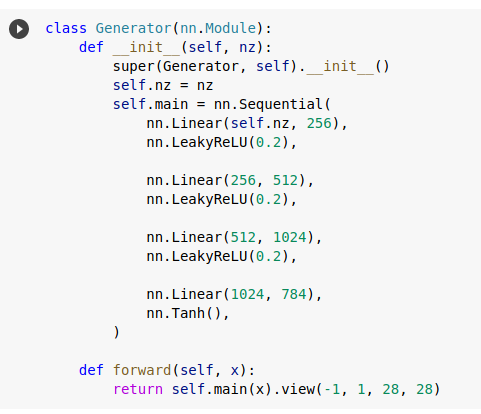 class Generator(nn.Module):
    def __init__(self, nz):
        super(Generator, self).__init__()
        self.nz = nz
        self.main = nn.Sequential(
            nn.Linear(self.nz, 256),
            nn.LeakyReLU(0.2),

            nn.Linear(256, 512),
            nn.LeakyReLU(0.2),

            nn.Linear(512, 1024),
            nn.LeakyReLU(0.2),

            nn.Linear(1024, 784),
            nn.Tanh(),
        )

    def forward(self, x):
        return self.main(x).view(-1, 1, 28, 28)